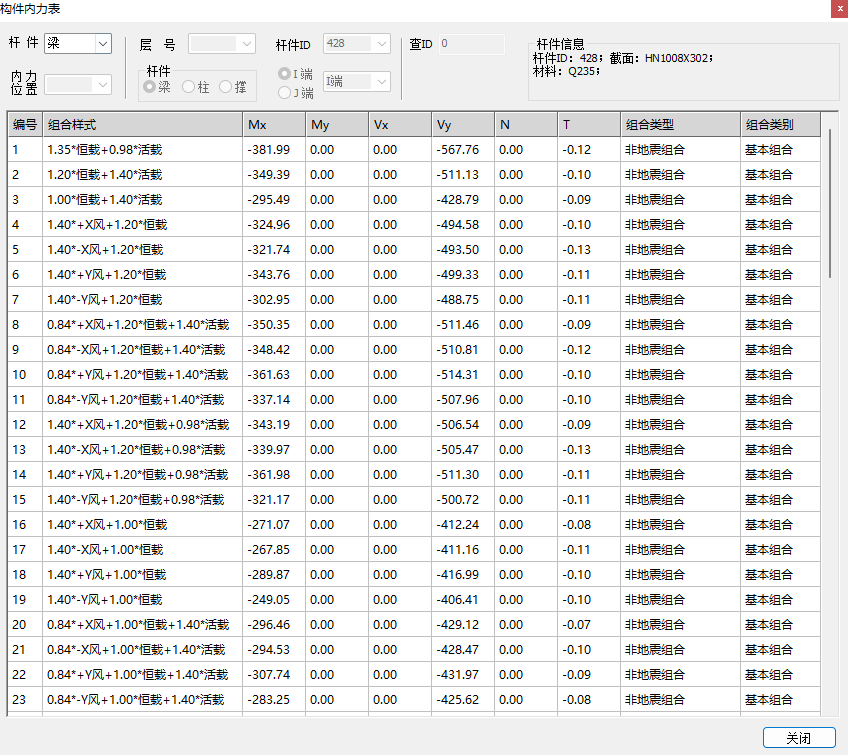 构件内力表
杆 件 梁 层 号 杆件ID 428 查ID 0 杆件信息
杆件ID: 428; 截面: HN1008X302;
材料: Q235;
内 力 位置 杆件 梁 柱 撑 I 端 J 端 I端
编号 组合样式 Mx My Vx Vy N T 组合类型 组合类别
1 1.35*恒载+0.98*活载 -381.99 0.00 0.00 -567.76 0.00 -0.12 非地震组合 基本组合
2 1.20*恒载+1.40*活载 -349.39 0.00 0.00 -511.13 0.00 -0.10 非地震组合 基本组合
3 1.00*恒载+1.40*活载 -295.49 0.00 0.00 -428.79 0.00 -0.09 非地震组合 基本组合
4 1.40*+X风+1.20*恒载 -324.96 0.00 0.00 -494.58 0.00 -0.10 非地震组合 基本组合
5 1.40*-X风+1.20*恒载 -321.74 0.00 0.00 -493.50 0.00 -0.13 非地震组合 基本组合
6 1.40*+Y风+1.20*恒载 -343.76 0.00 0.00 -499.33 0.00 -0.11 非地震组合 基本组合
7 1.40*-Y风+1.20*恒载 -302.95 0.00 0.00 -488.75 0.00 -0.11 非地震组合 基本组合
8 0.84*+X风+1.20*恒载+1.40*活载 -350.35 0.00 0.00 -511.46 0.00 -0.09 非地震组合 基本组合
9 0.84*-X风+1.20*恒载+1.40*活载 -348.42 0.00 0.00 -510.81 0.00 -0.12 非地震组合 基本组合
10 0.84*+Y风+1.20*恒载+1.40*活载 -361.63 0.00 0.00 -514.31 0.00 -0.10 非地震组合 基本组合
11 0.84*-Y风+1.20*恒载+1.40*活载 -337.14 0.00 0.00 -507.96 0.00 -0.10 非地震组合 基本组合
12 1.40*+X风+1.20*恒载+0.98*活载 -343.19 0.00 0.00 -506.54 0.00 -0.09 非地震组合 基本组合
13 1.40*-X风+1.20*恒载+0.98*活载 -339.97 0.00 0.00 -505.47 0.00 -0.13 非地震组合 基本组合
14 1.40*+Y风+1.20*恒载+0.98*活载 -361.98 0.00 0.00 -511.30 0.00 -0.11 非地震组合 基本组合
15 1.40*-Y风+1.20*恒载+0.98*活载 -321.17 0.00 0.00 -500.72 0.00 -0.11 非地震组合 基本组合
16 1.40*+X风+1.00*恒载 -271.07 0.00 0.00 -412.24 0.00 -0.08 非地震组合 基本组合
17 1.40*-X风+1.00*恒载 -267.85 0.00 0.00 -411.16 0.00 -0.11 非地震组合 基本组合
18 1.40*+Y风+1.00*恒载 -289.87 0.00 0.00 -416.99 0.00 -0.10 非地震组合 基本组合
19 1.40*-Y风+1.00*恒载 -249.05 0.00 0.00 -406.41 0.00 -0.10 非地震组合 基本组合
20 0.84*+X风+1.00*恒载+1.40*活载 -296.46 0.00 0.00 -429.12 0.00 -0.07 非地震组合 基本组合
21 0.84*-X风+1.00*恒载+1.40*活载 -294.53 0.00 0.00 -428.47 0.00 -0.10 非地震组合 基本组合
22 0.84*+Y风+1.00*恒载+1.40*活载 -307.74 0.00 0.00 -431.97 0.00 -0.09 非地震组合 基本组合
23 0.84*-Y风+1.00*恒载+1.40*活载 -283.25 0.00 0.00 -425.62 0.00 -0.08 非地震组合 基本组合
关闭